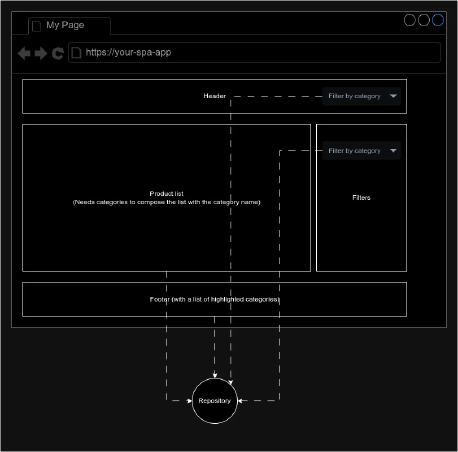 My Page
https://your-spa-app
Header
Filter by category
Filter by category
Product list
(Needs categories to compose the list with the category name)
Filters
Footer (with a list of highlighted categories)
Repository